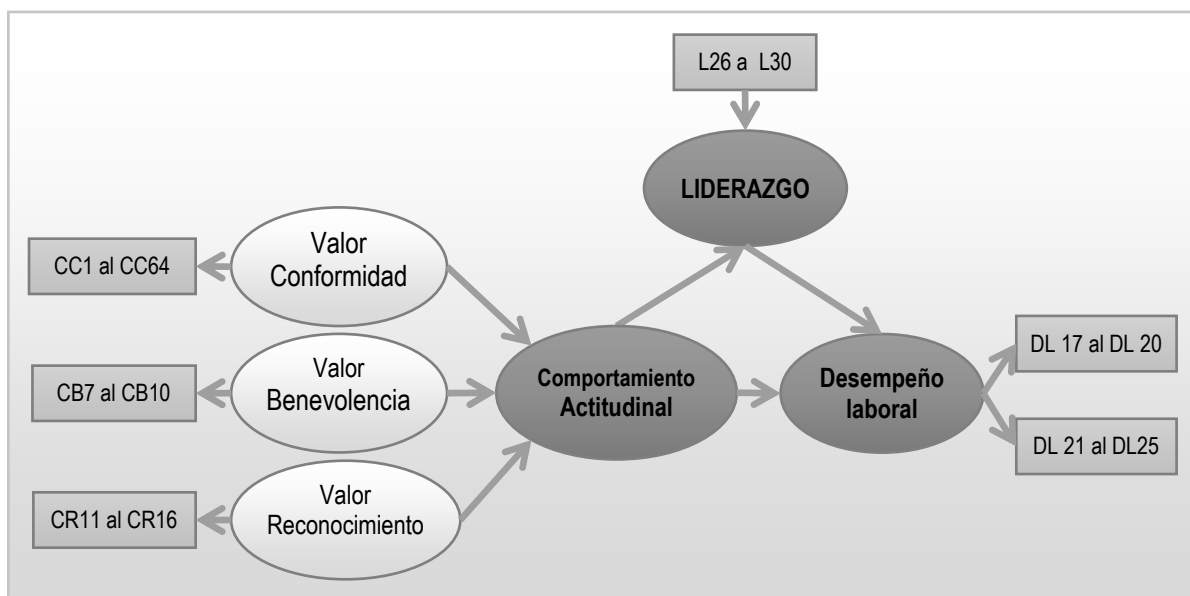 L26 a L30
LIDERAZGO
Valor
Conformidad
CC1 al CC64
Valor
Benevolencia
CB7 al CB10
Comportamiento
Actitudinal
Desempeño
laboral
DL 17 al DL 20
DL 21 al DL25
Valor
Reconocimiento
CR11 al CR16